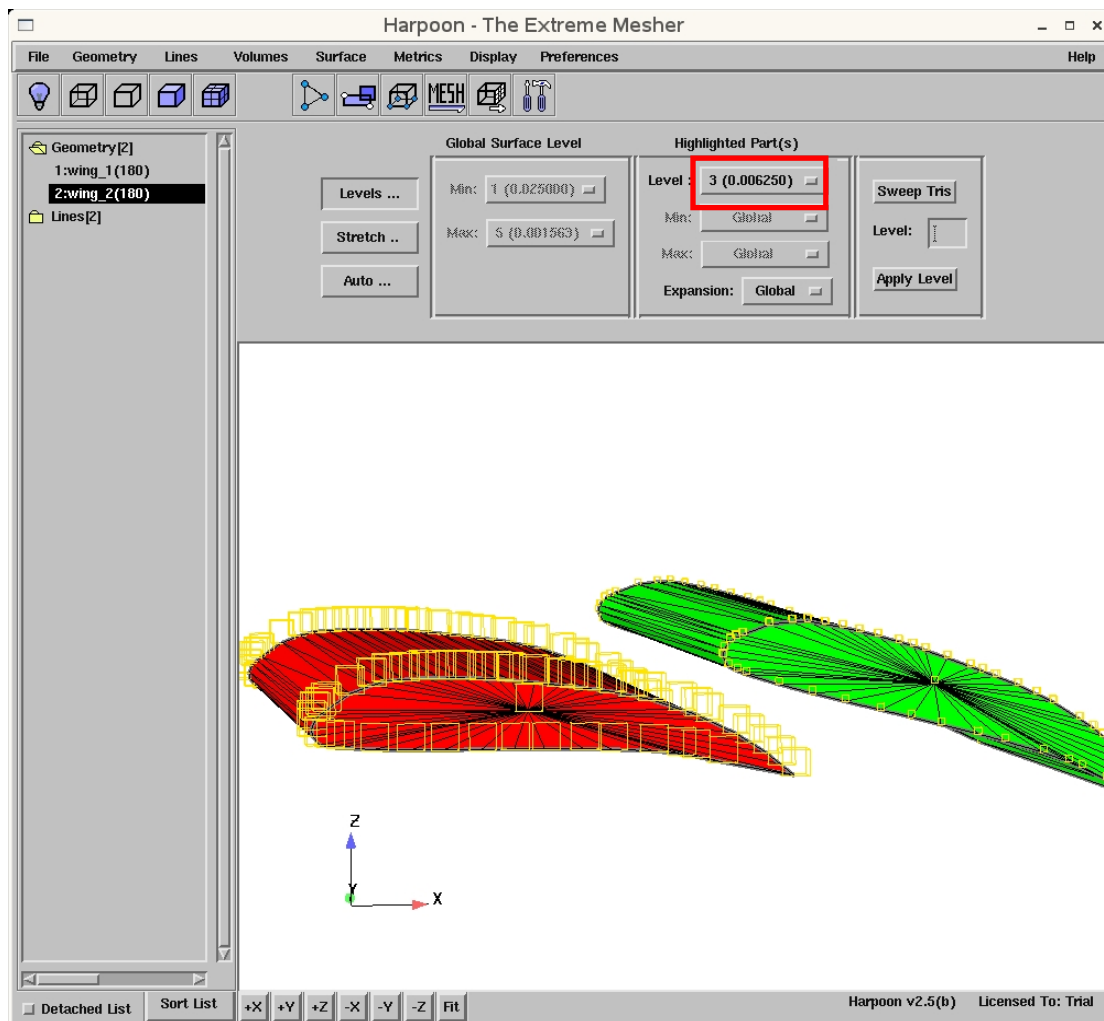 Harpoon - The Extreme Mesher
File Geometry Lines Volumes Surface Metrics Display Preferences Help
MESH
Geometry[2]
1:wing_1(180)
2:wing_2(180)
Lines[2]
Levels ...
Stretch ..
Auto ...
Global Surface Level
Min: 1 (0.025000)
Max: 5 (0.001563)
Highlighted Part(s)
Level : 3 (0.006250)
Min: Global
Max: Global
Expansion: Global
Sweep Tris
Level:
Apply Level
Z
Y
X
Detached List Sort List +X +Y +Z -X -Y -Z Fit Harpoon v2.5(b) Licensed To: Trial